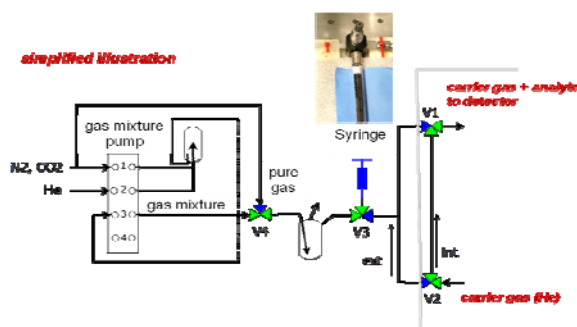 simplified illustration
carrier gas + analyte
to detector
gas mixture
pump
Syringe
V1
N2, CO2
He
1
2
3
4
pure
gas
gas mixture
V4
V3
ext
int
V2
carrier gas (He)